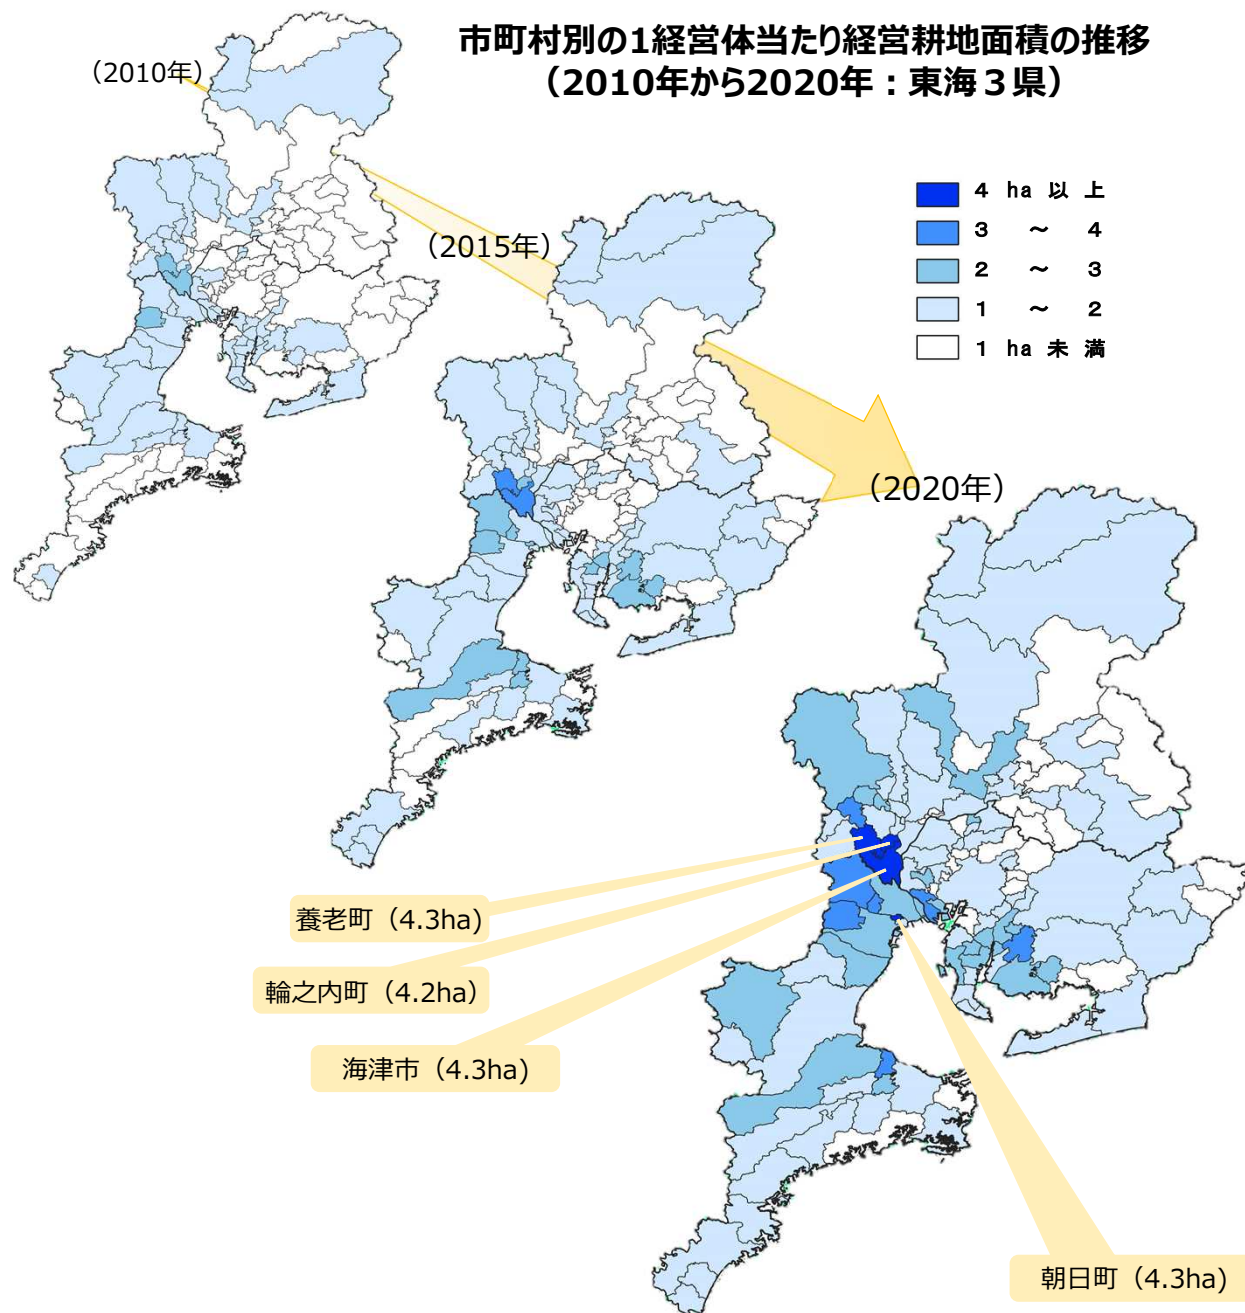 市町村別の1経営体当たり経営耕地面積の推移
（2010年から2020年：東海３県）
（2010年）
4 ha 以上
3 ～ 4
2 ～ 3
1 ～ 2
1 ha 未満
（2015年）
（2020年）
養老町（4.3ha)
輪之内町（4.2ha）
海津市（4.3ha)
朝日町（4.3ha)